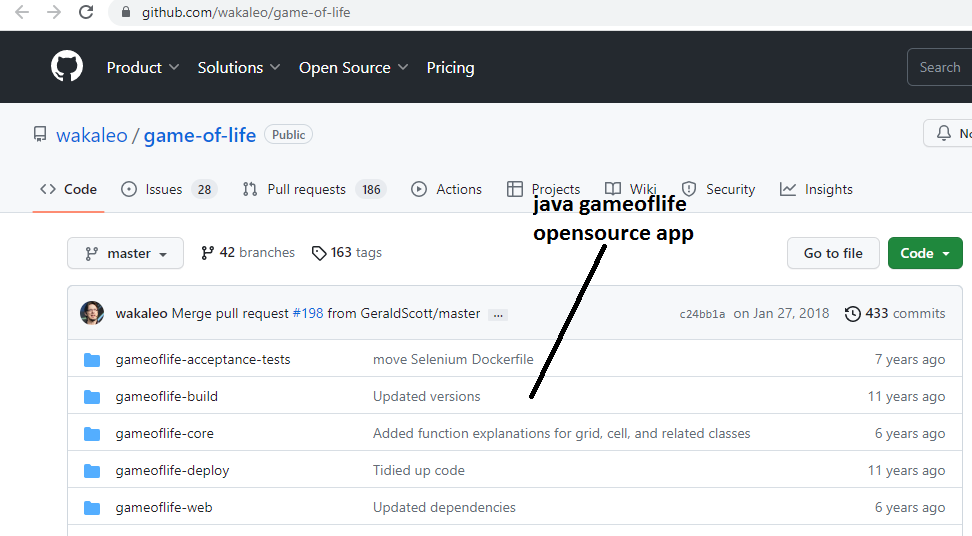 github.com/wakaleo/game-of-life
Product Solutions Open Source Pricing Search
wakaleo / game-of-life Public No
Code Issues 28 Pull requests 186 Actions Projects Wiki Security Insights
java gameoflife
opensource app
master 42 branches 163 tags Go to file Code
wakaleo Merge pull request #198 from GeraldScott/master ... c24bb1a on Jan 27, 2018 433 commits
gameoflife-acceptance-tests move Selenium Dockerfile 7 years ago
gameoflife-build Updated versions 11 years ago
gameoflife-core Added function explanations for grid, cell, and related classes 6 years ago
gameoflife-deploy Tidied up code 11 years ago
gameoflife-web Updated dependencies 6 years ago